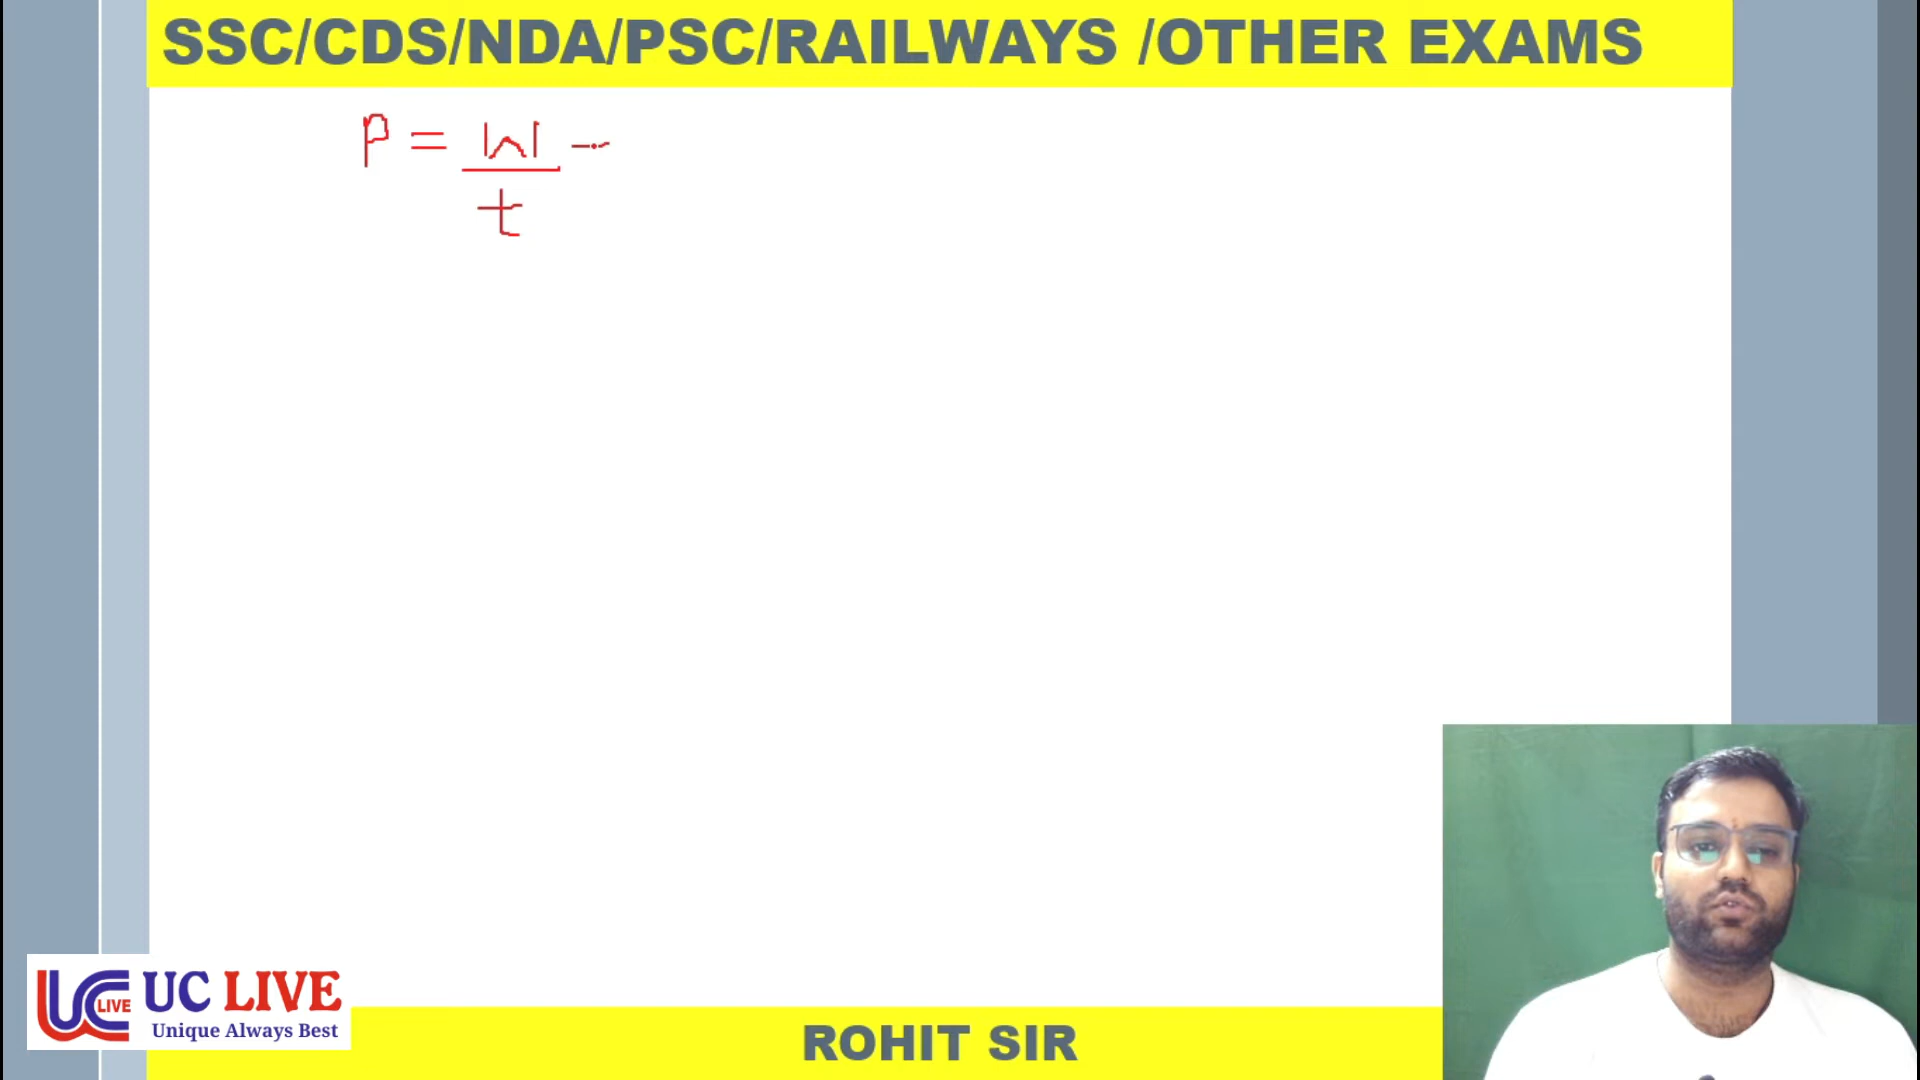 SSC/CDS/NDA/PSC/RAILWAYS /OTHER EXAMS
P = W
t
LIVE UC LIVE
Unique Always Best
ROHIT SIR